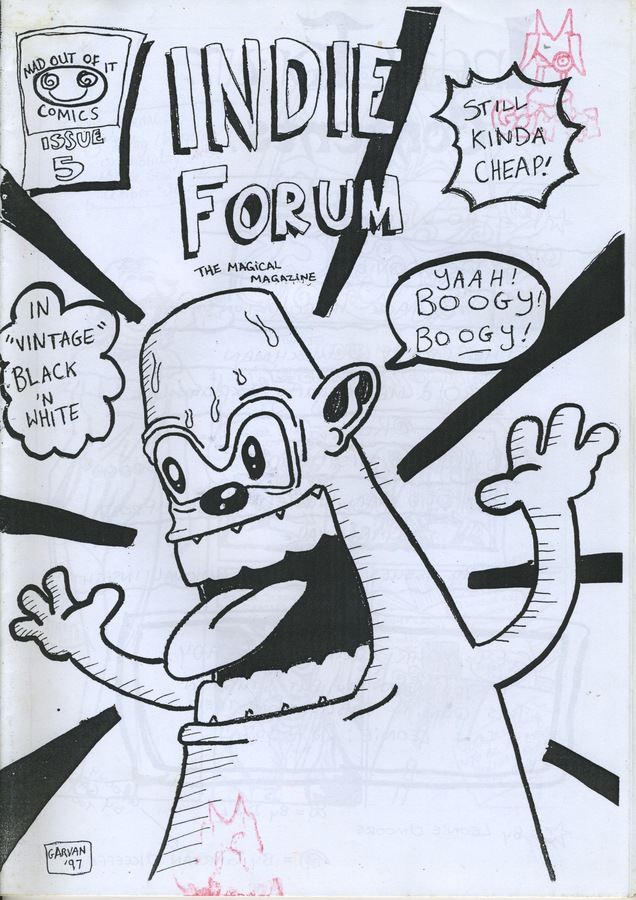 MAD OUT OF IT
COMICS
ISSUE
5
INDIE
FORUM
THE MAGICAL
MAGAZINE
STILL
KINDA
CHEAP!
YAAH!
BOOGY!
BOOGY!
IN
"VINTAGE"
BLACK
'N
WHITE
GARVAN
'97